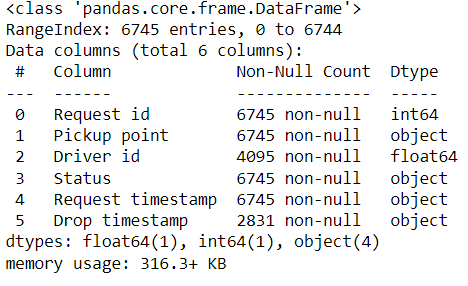 <class 'pandas.core.frame.DataFrame'>
RangeIndex: 6745 entries, 0 to 6744
Data columns (total 6 columns):
 #   Column             Non-Null Count  Dtype
---  ------             --------------  -----
 0   Request id         6745 non-null   int64
 1   Pickup point       6745 non-null   object
 2   Driver id          4095 non-null   float64
 3   Status             6745 non-null   object
 4   Request timestamp  6745 non-null   object
 5   Drop timestamp     2831 non-null   object
dtypes: float64(1), int64(1), object(4)
memory usage: 316.3+ KB